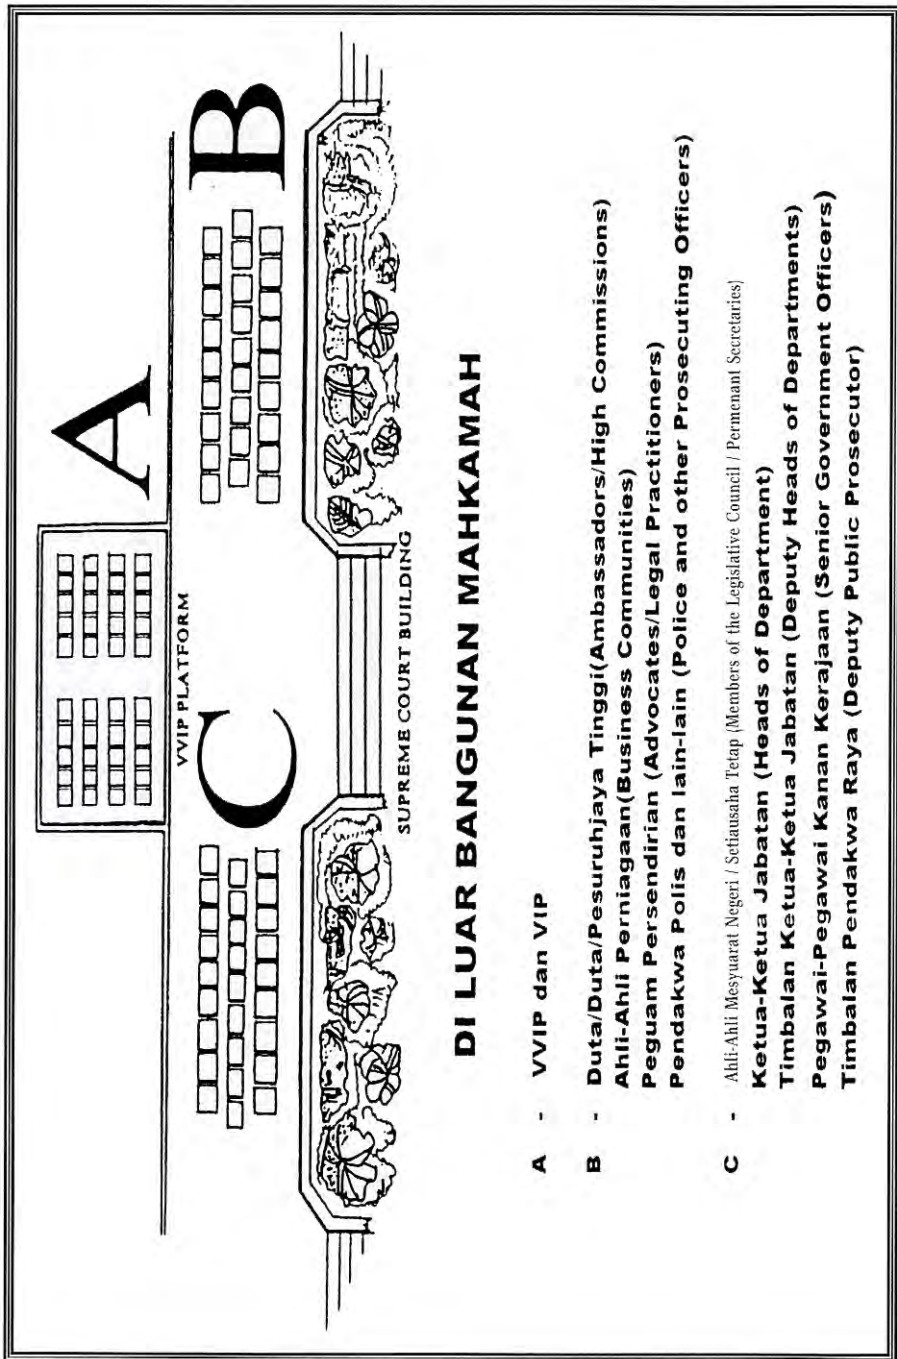 A
B
VVIP PLATFORM
C
SUPREME COURT BUILDING
DI LUAR BANGUNAN MAHKAMAH
A - VVIP dan VIP
B - Duta/Duta/Pesuruhjaya Tinggi(Ambassadors/High Commissions)
Ahli-Ahli Perniagaan(Business Communities)
Peguam Persendirian (Advocates/Legal Practitioners)
Pendakwa Polis dan lain-lain (Police and other Prosecuting Officers)
C - Ahli-Ahli Mesyuarat Negeri / Setiausaha Tetap (Members of the Legislative Council / Permenant Secretaries)
Ketua-Ketua Jabatan (Heads of Department)
Timbalan Ketua-Ketua Jabatan (Deputy Heads of Departments)
Pegawai-Pegawai Kanan Kerajaan (Senior Government Officers)
Timbalan Pendakwa Raya (Deputy Public Prosecutor)